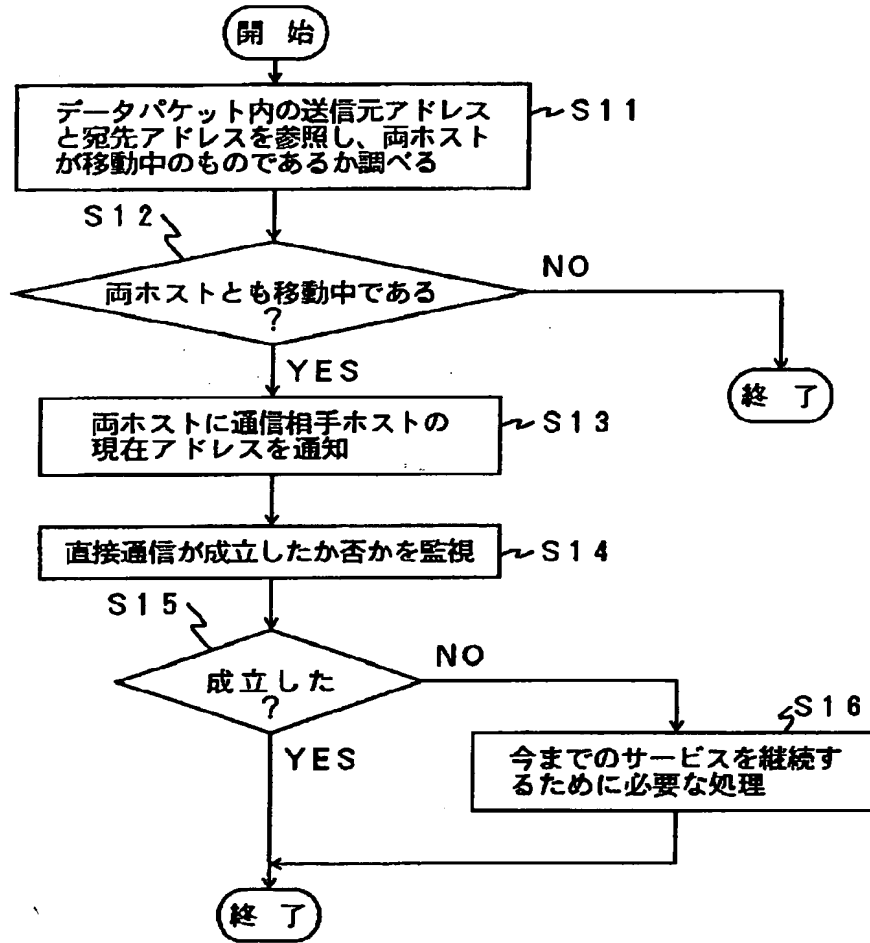 開始
データパケット内の送信元アドレス
と宛先アドレスを参照し、両ホスト
が移動中のものであるか調べる
S11
S12
両ホストとも移動中である
?
NO
YES
終了
両ホストに通信相手ホストの
現在アドレスを通知
S13
直接通信が成立したか否かを監視
S14
S15
成立した
?
NO
YES
S16
今までのサービスを継続す
るために必要な処理
終了